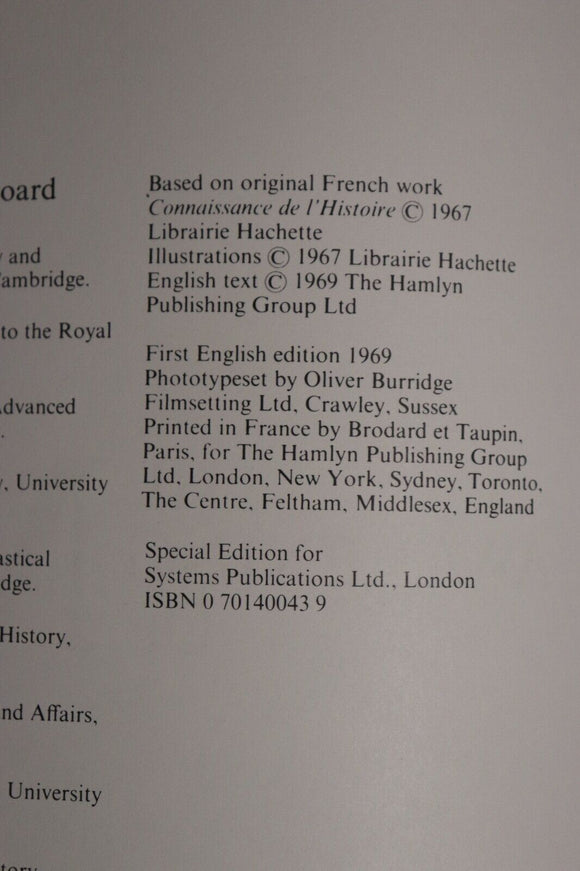 oard
and
ambridge.
to the Royal
dvanced
.
, University
astical
dge.
History,
nd Affairs,
University
Based on original French work
Connaissance de l'Histoire © 1967
Librairie Hachette
Illustrations © 1967 Librairie Hachette
English text © 1969 The Hamlyn
Publishing Group Ltd
First English edition 1969
Phototypeset by Oliver Burridge
Filmsetting Ltd, Crawley, Sussex
Printed in France by Brodard et Taupin,
Paris, for The Hamlyn Publishing Group
Ltd, London, New York, Sydney, Toronto,
The Centre, Feltham, Middlesex, England
Special Edition for
Systems Publications Ltd., London
ISBN 0 70140043 9